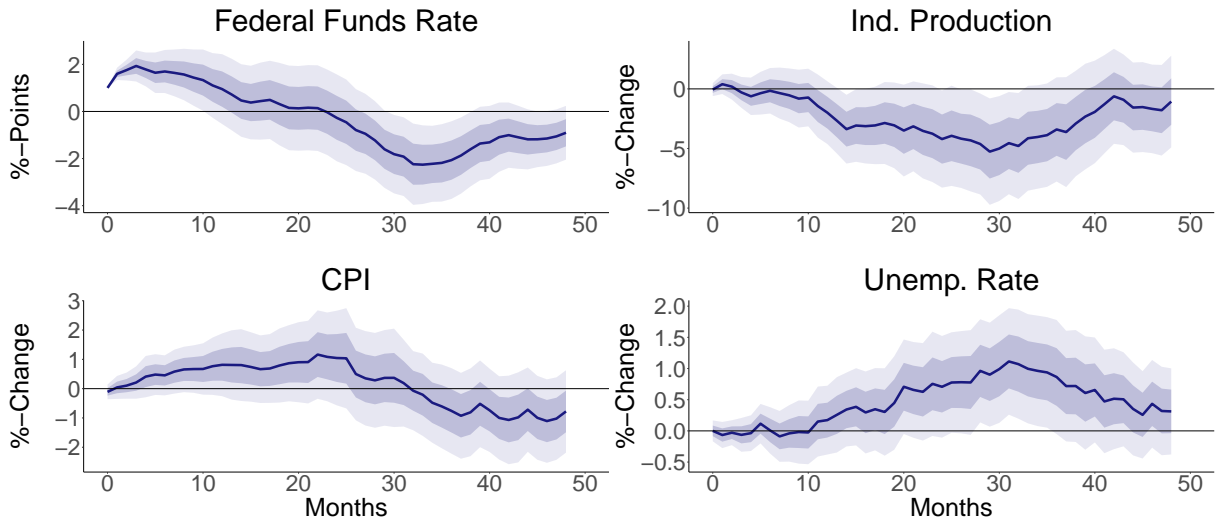 Federal Funds Rate
%−Points
2
0
−2
−4
0 10 20 30 40 50
Ind. Production
%−Change
0
−5
−10
0 10 20 30 40 50
CPI
%−Change
3
2
1
0
−1
−2
0 10 20 30 40 50
Months
Unemp. Rate
%−Change
2.0
1.5
1.0
0.5
0.0
−0.5
0 10 20 30 40 50
Months